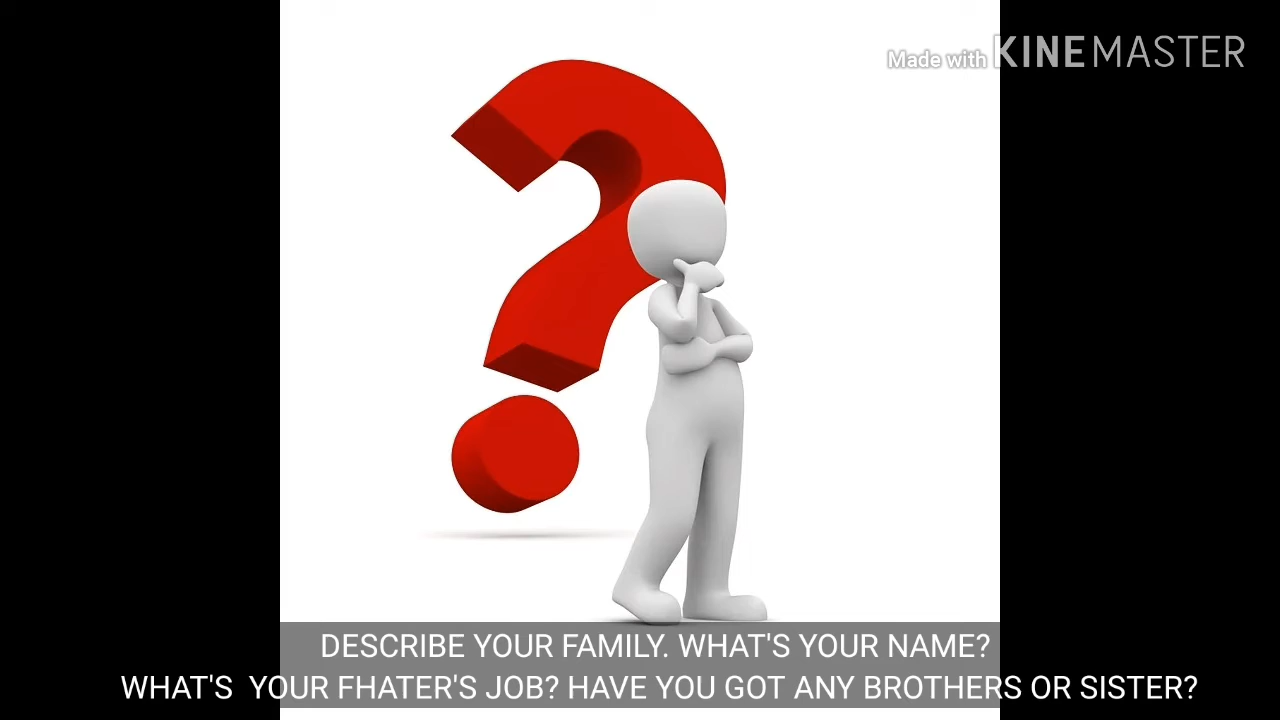 Made with KINEMASTER
DESCRIBE YOUR FAMILY. WHAT'S YOUR NAME?
WHAT'S  YOUR FHATER'S JOB? HAVE YOU GOT ANY BROTHERS OR SISTER?